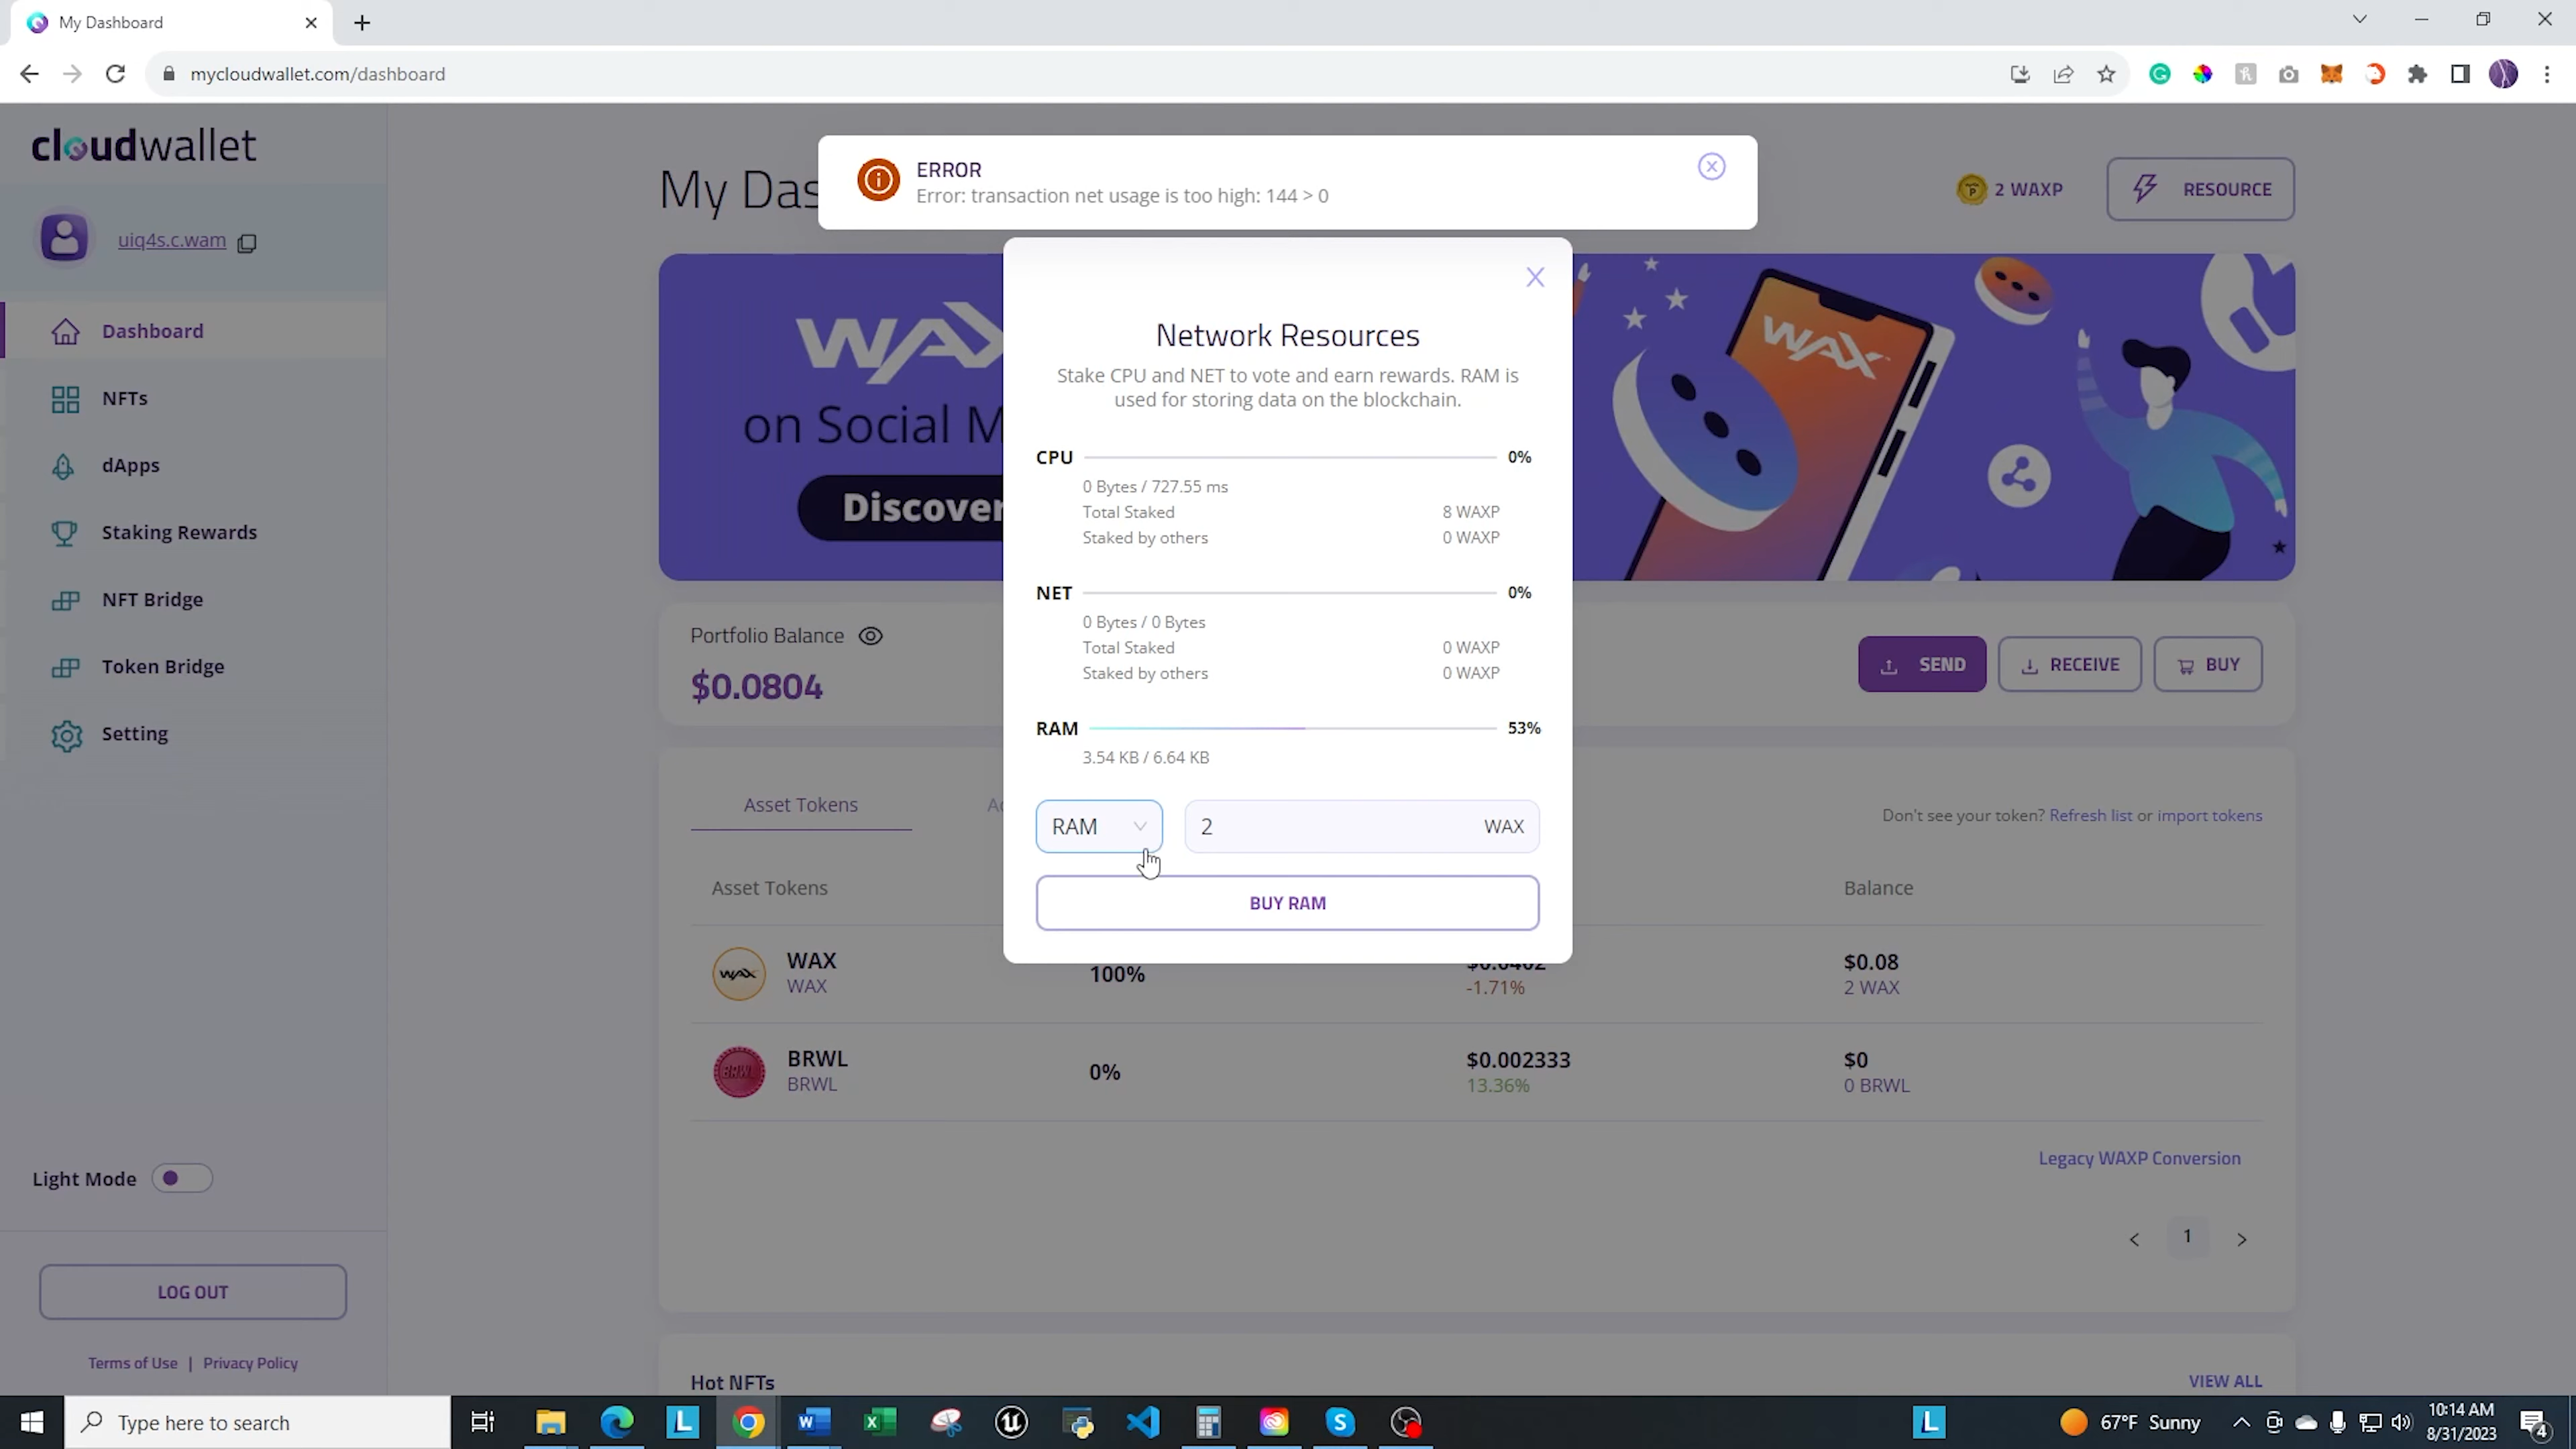 My Dashboard
mycloudwallet.com/dashboard
cloudwallet
uiq4s.c.wam
Dashboard
NFTs
dApps
Staking Rewards
NFT Bridge
Token Bridge
Setting
Light Mode
LOG OUT
Terms of Use | Privacy Policy
My Das
ERROR
Error: transaction net usage is too high: 144 > 0
2 WAXP
RESOURCE
WAX
on Social M
Discover
WAX
Network Resources
Stake CPU and NET to vote and earn rewards. RAM is
used for storing data on the blockchain.
CPU 0%
0 Bytes / 727.55 ms
Total Staked 8 WAXP
Staked by others 0 WAXP
NET 0%
0 Bytes / 0 Bytes
Total Staked 0 WAXP
Staked by others 0 WAXP
RAM 53%
3.54 KB / 6.64 KB
RAM 2 WAX
BUY RAM
Portfolio Balance
$0.0804
SEND RECEIVE BUY
Asset Tokens
Don't see your token? Refresh list or import tokens
Asset Tokens Balance
WAX
WAX
WAX
100%
$0.0402
-1.71%
$0.08
2 WAX
BRWL
BRWL
BRWL
0%
$0.002333
13.36%
$0
0 BRWL
Legacy WAXP Conversion
< 1 >
Hot NFTs VIEW ALL
Type here to search
67°F Sunny
10:14 AM
8/31/2023
4